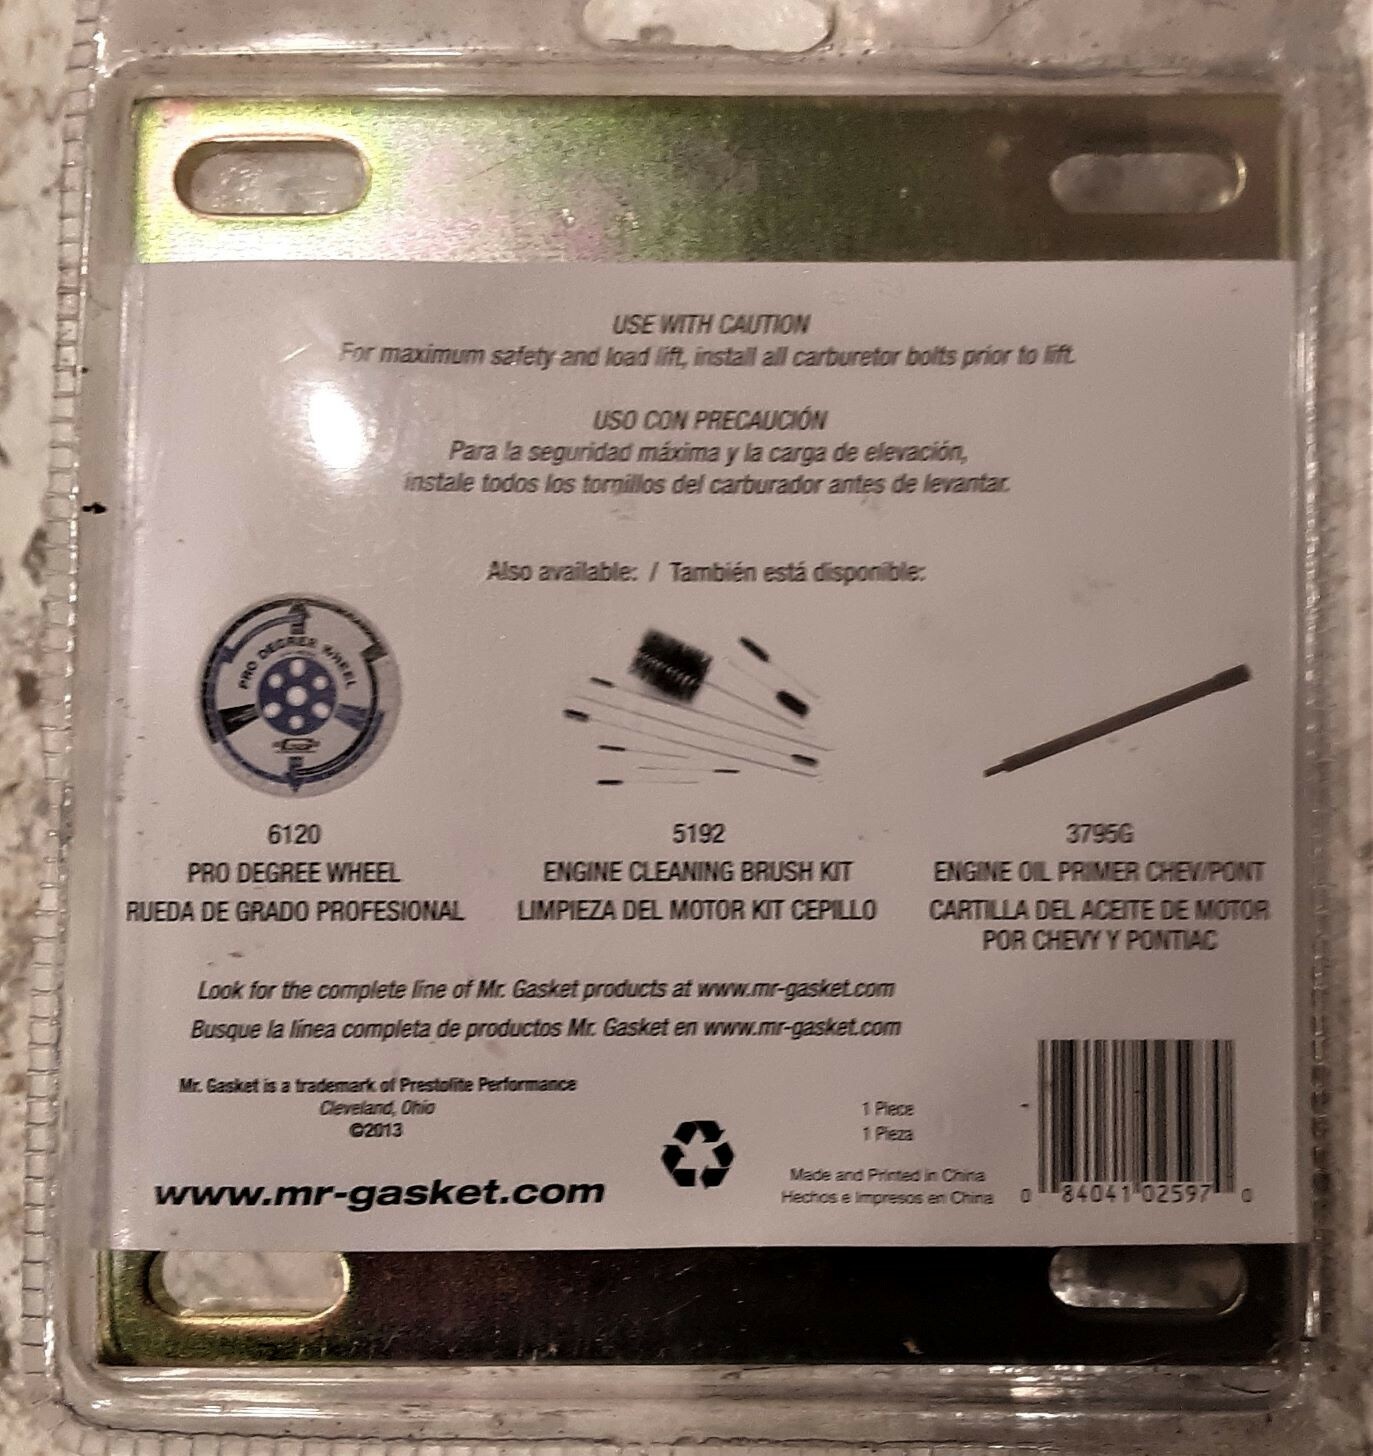 USE WITH CAUTION
For maximum safety and load lift, install all carburetor bolts prior to lift.
USO CON PRECAUCIÓN
Para la seguridad máxima y la carga de elevación,
instale todos los tornillos del carburador antes de levantar.
Also available: / También está disponible:
PRO DEGREE WHEEL
6120
PRO DEGREE WHEEL
RUEDA DE GRADO PROFESIONAL
5192
ENGINE CLEANING BRUSH KIT
LIMPIEZA DEL MOTOR KIT CEPILLO
3795G
ENGINE OIL PRIMER CHEV/PONT
CARTILLA DEL ACEITE DE MOTOR
POR CHEVY Y PONTIAC
Look for the complete line of Mr. Gasket products at www.mr-gasket.com
Busque la línea completa de productos Mr. Gasket en www.mr-gasket.com
Mr. Gasket is a trademark of Prestolite Performance
Cleveland, Ohio
©2013
www.mr-gasket.com
1 Piece
1 Pieza
Made and Printed in China
Hechos e Impresos en China
0 84041 02597 0